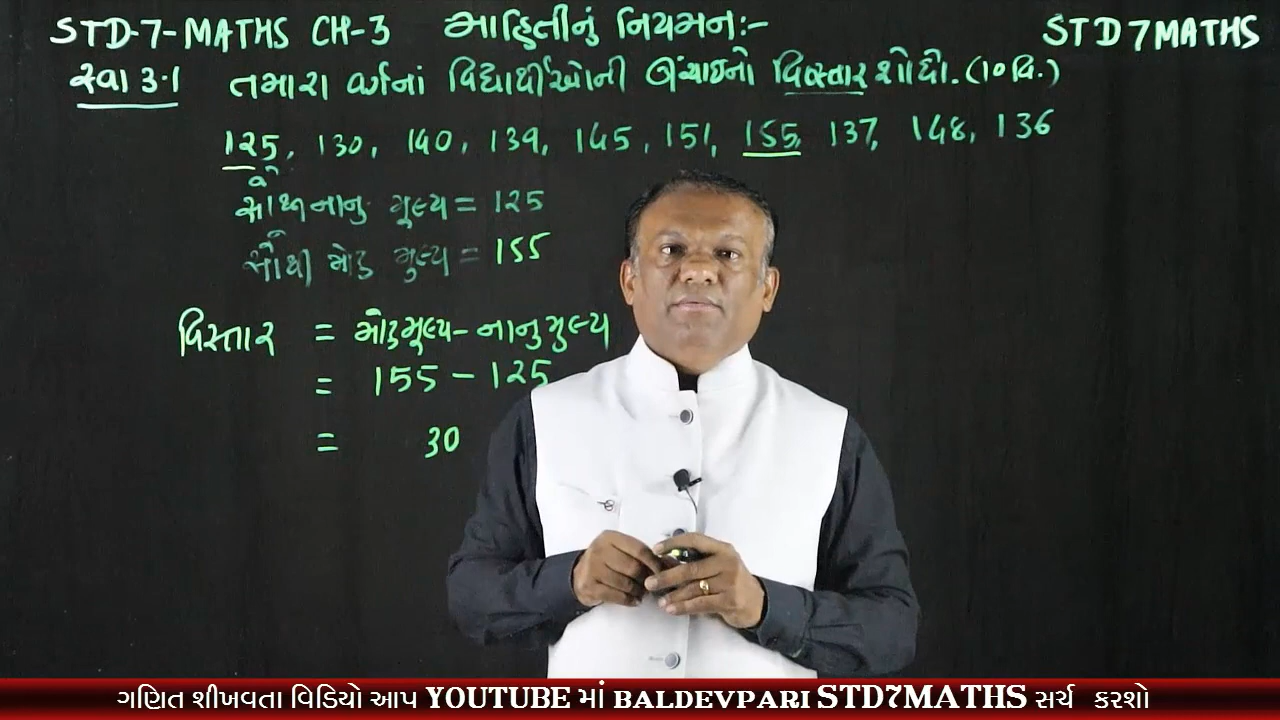 STD-7-MATHS CH-3 માહિતીનું નિયમન:-
STD7MATHS
સ્વા 3.1 તમારા વર્ગનાં વિદ્યાર્થીઓની ઊંચાઇનો વિસ્તાર શોધો. (10 વિ.)
125, 130, 140, 139, 145, 151, 155, 137, 148, 136
સૌથી નાનુ મૂલ્ય = 125
સૌથી મોટુ મૂલ્ય = 155
વિસ્તાર = મોટુ મૂલ્ય - નાનુ મૂલ્ય
= 155 - 125
= 30
ગણિત શીખવતા વિડિયો આપ YOUTUBE માં BALDEVPARI STD7MATHS સર્ચ કરશો